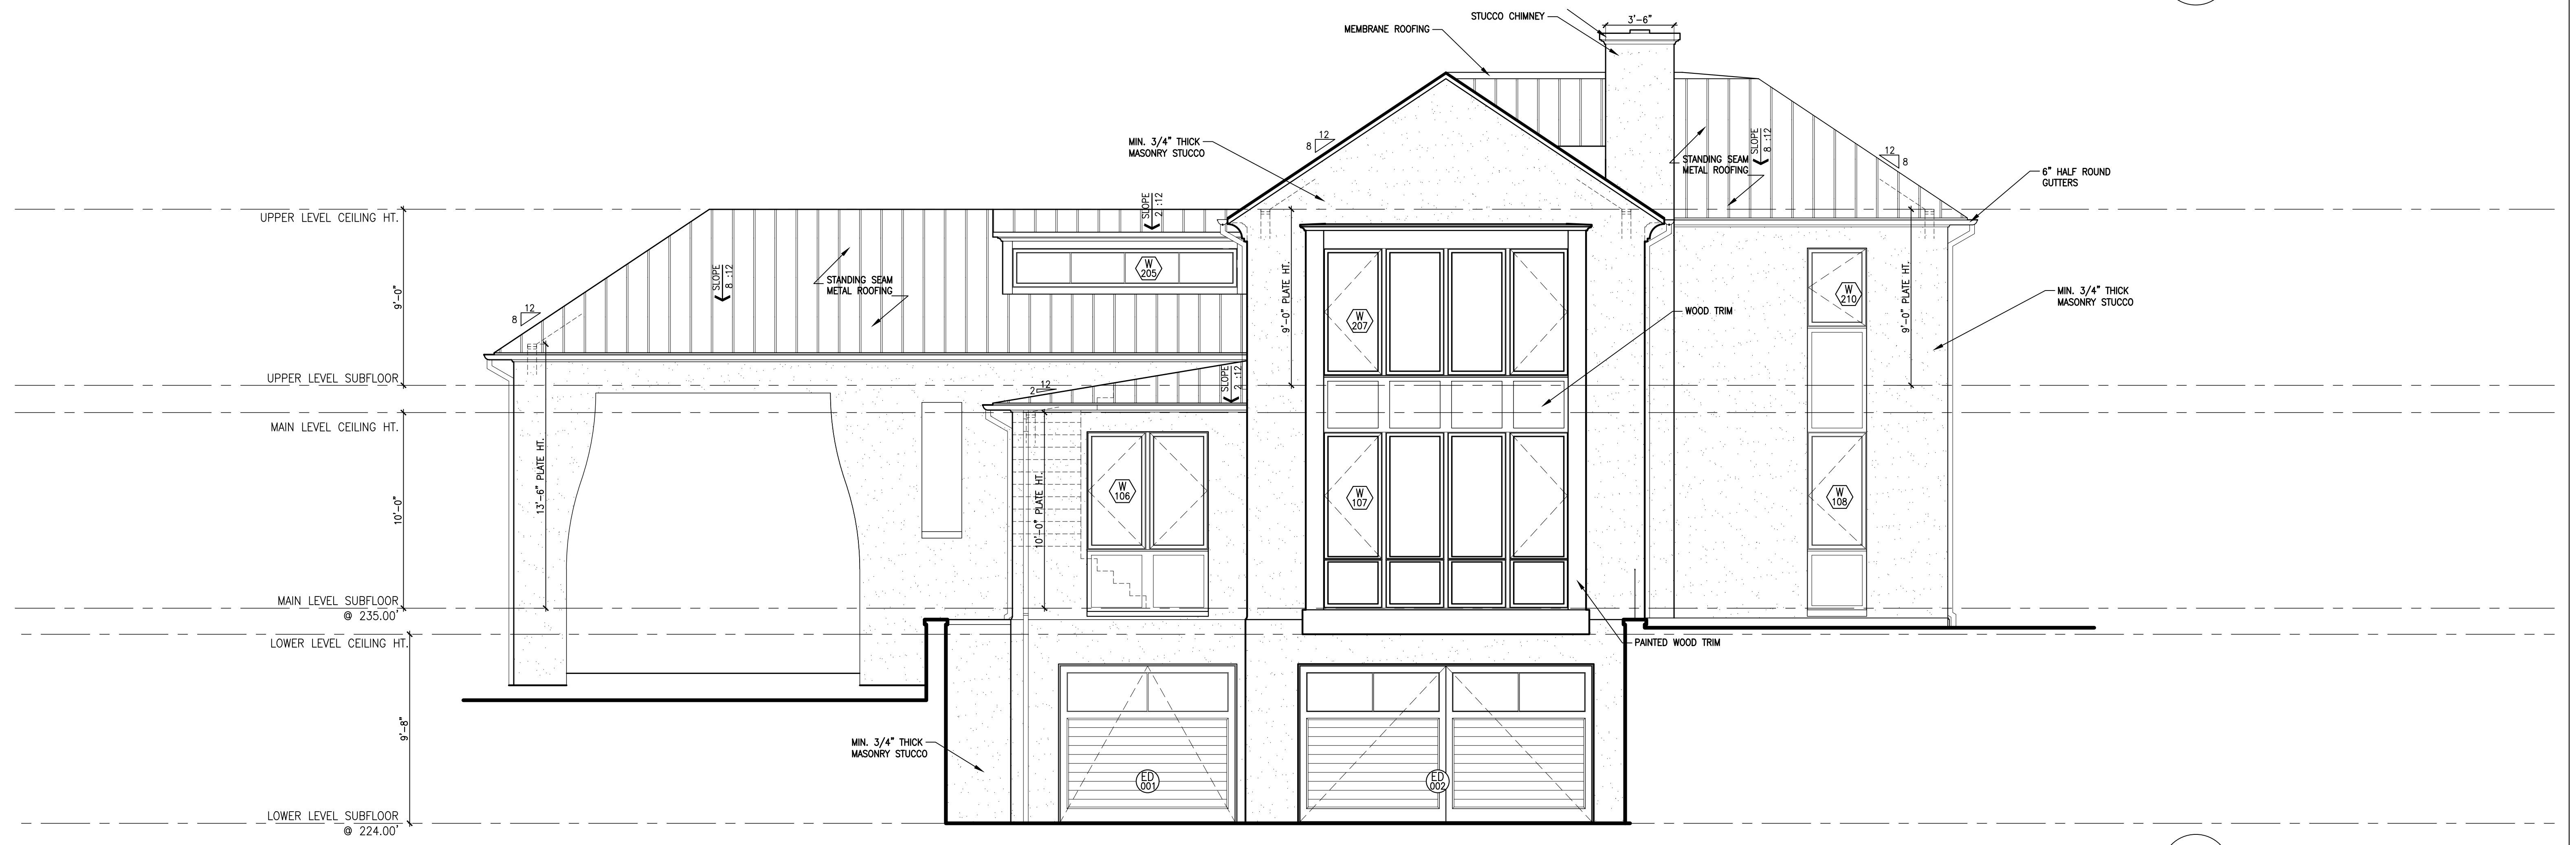 STUCCO CHIMNEY
3'-6"
MEMBRANE ROOFING
MIN. 3/4" THICK
MASONRY STUCCO
12
8
SLOPE
8 :12
STANDING SEAM
METAL ROOFING
12
8
6" HALF ROUND
GUTTERS
UPPER LEVEL CEILING HT.
SLOPE
2 :12
W
205
SLOPE
8 :12
STANDING SEAM
METAL ROOFING
9'-0"
12
8
9'-0" PLATE HT.
W
207
WOOD TRIM
W
210
9'-0" PLATE HT.
MIN. 3/4" THICK
MASONRY STUCCO
UPPER LEVEL SUBFLOOR
12
2
SLOPE
2 :12
MAIN LEVEL CEILING HT.
10'-0"
13'-6" PLATE HT.
10'-0" PLATE HT.
W
106
W
107
W
108
MAIN LEVEL SUBFLOOR
@ 235.00'
LOWER LEVEL CEILING HT.
PAINTED WOOD TRIM
9'-8"
MIN. 3/4" THICK
MASONRY STUCCO
ED
001
ED
002
LOWER LEVEL SUBFLOOR
@ 224.00'